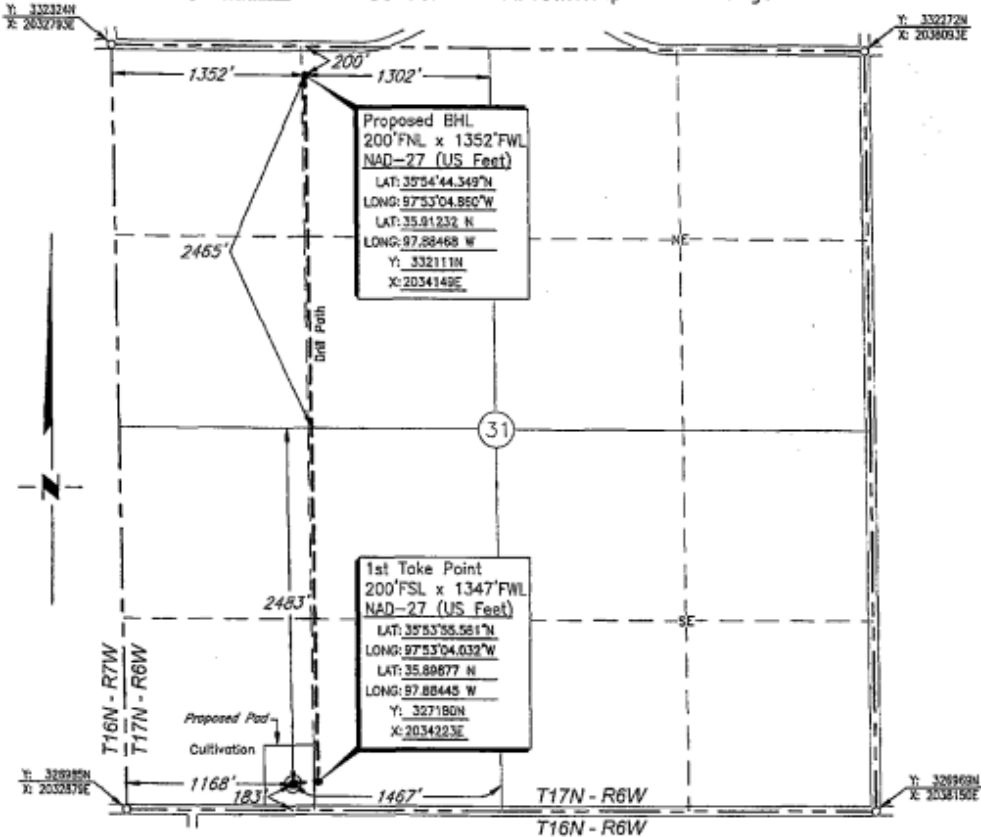 Y: 332324N
X: 2032793E
Y: 332272N
X: 2038093E
200'
1352'
1302'
Proposed BHL
200'FNL x 1352'FWL
NAD-27 (US Feet)
LAT: 35°54'44.349"N
LONG: 97°53'04.860"W
LAT: 35.91232 N
LONG: 97.88468 W
Y: 332111N
X: 2034149E
2465'
NE
Drill Path
31
N
1st Take Point
200'FSL x 1347'FWL
NAD-27 (US Feet)
LAT: 35°53'55.581"N
LONG: 97°53'04.032"W
LAT: 35.89877 N
LONG: 97.88445 W
Y: 327180N
X: 2034223E
2483'
SE
T16N - R7W
T17N - R6W
Proposed Pad
Cultivation
Y: 326985N
X: 2032879E
1168'
183'
1467'
T17N - R6W
T16N - R6W
Y: 326969N
X: 2038150E